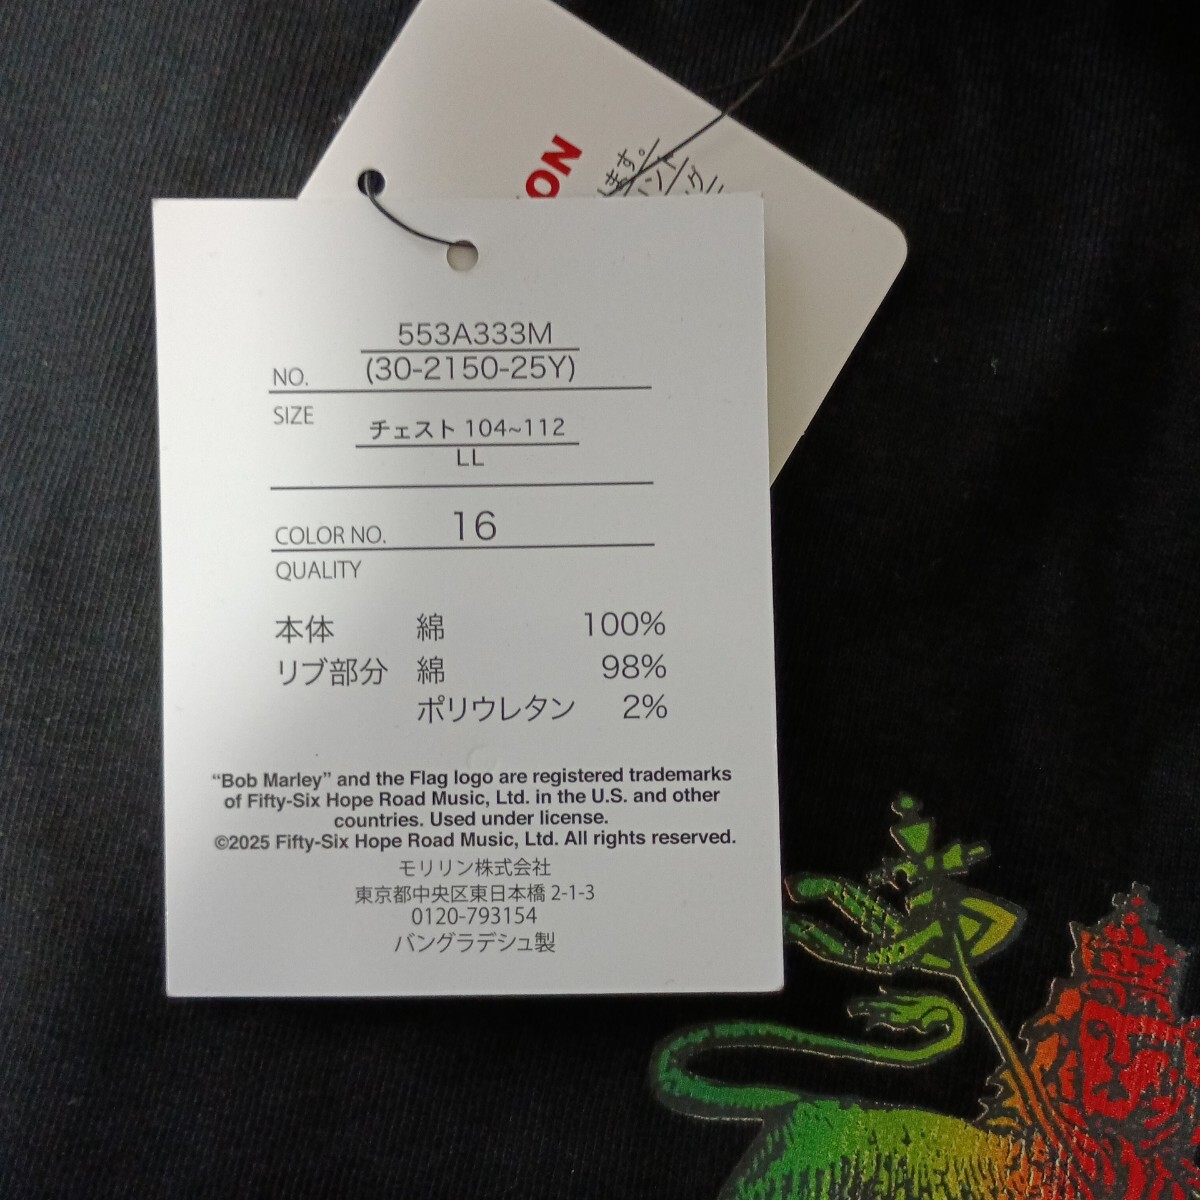 ON
ます。
553A333M
NO. (30-2150-25Y)
SIZE
チェスト 104~112
LL
COLOR NO. 16
QUALITY
本体 綿 100%
リブ部分 綿 98%
ポリウレタン 2%
“Bob Marley” and the Flag logo are registered trademarks
of Fifty-Six Hope Road Music, Ltd. in the U.S. and other
countries. Used under license.
©2025 Fifty-Six Hope Road Music, Ltd. All rights reserved.
モリリン株式会社
東京都中央区東日本橋 2-1-3
0120-793154
バングラデシュ製